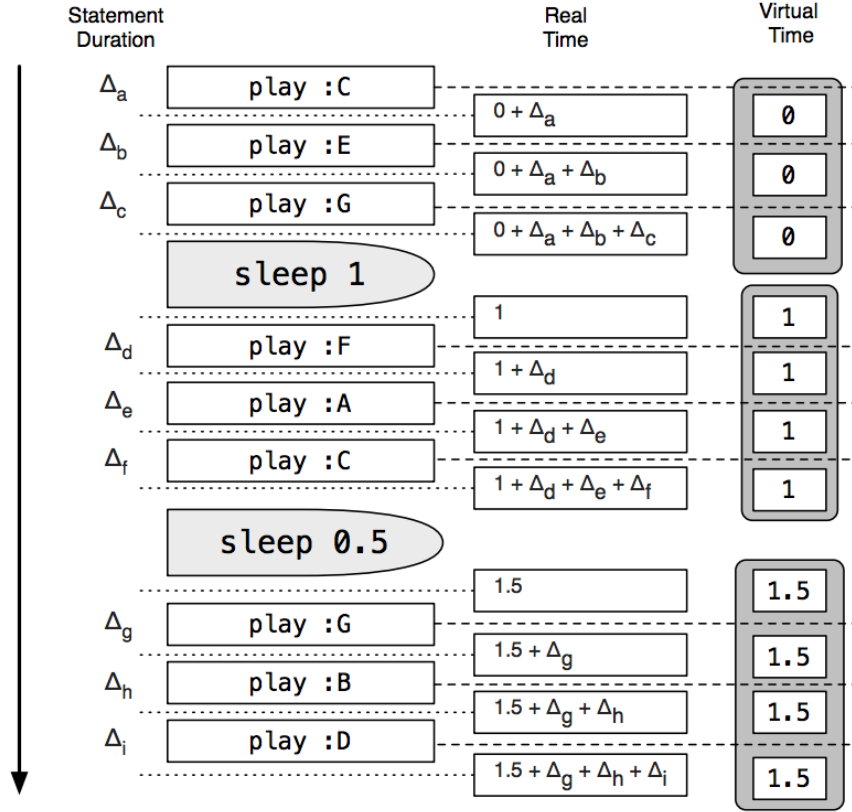 Statement Duration
Real Time
Virtual Time
Δa
play :C
0 + Δa
0
Δb
play :E
0 + Δa + Δb
0
Δc
play :G
0 + Δa + Δb + Δc
0
sleep 1
1
1
Δd
play :F
1 + Δd
1
Δe
play :A
1 + Δd + Δe
1
Δf
play :C
1 + Δd + Δe + Δf
1
sleep 0.5
1.5
1.5
Δg
play :G
1.5 + Δg
1.5
Δh
play :B
1.5 + Δg + Δh
1.5
Δi
play :D
1.5 + Δg + Δh + Δi
1.5